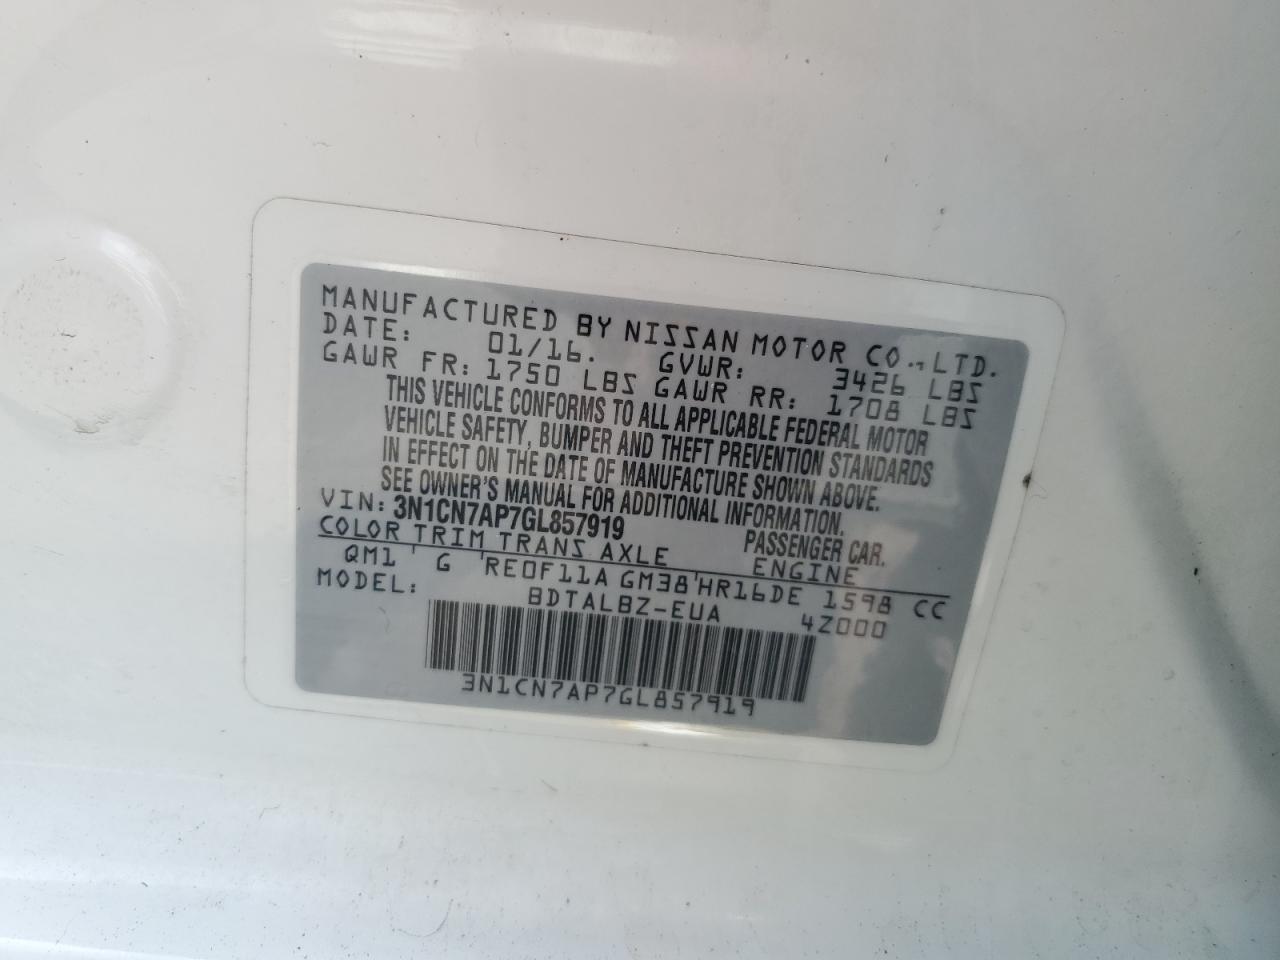 MANUFACTURED BY NISSAN MOTOR CO., LTD.
DATE: 01/16. GVWR: 3426 LBS
GAWR FR: 1750 LBS GAWR RR: 1708 LBS
THIS VEHICLE CONFORMS TO ALL APPLICABLE FEDERAL MOTOR
VEHICLE SAFETY, BUMPER AND THEFT PREVENTION STANDARDS
IN EFFECT ON THE DATE OF MANUFACTURE SHOWN ABOVE.
SEE OWNER'S MANUAL FOR ADDITIONAL INFORMATION.
VIN: 3N1CN7AP7GL857919 PASSENGER CAR.
COLOR TRIM TRANS AXLE ENGINE
QM1 ' G ' RE0F11A GM38 ' HR16DE 1598 CC
MODEL: BDTALBZ-EUA 4Z000
3N1CN7AP7GL857919